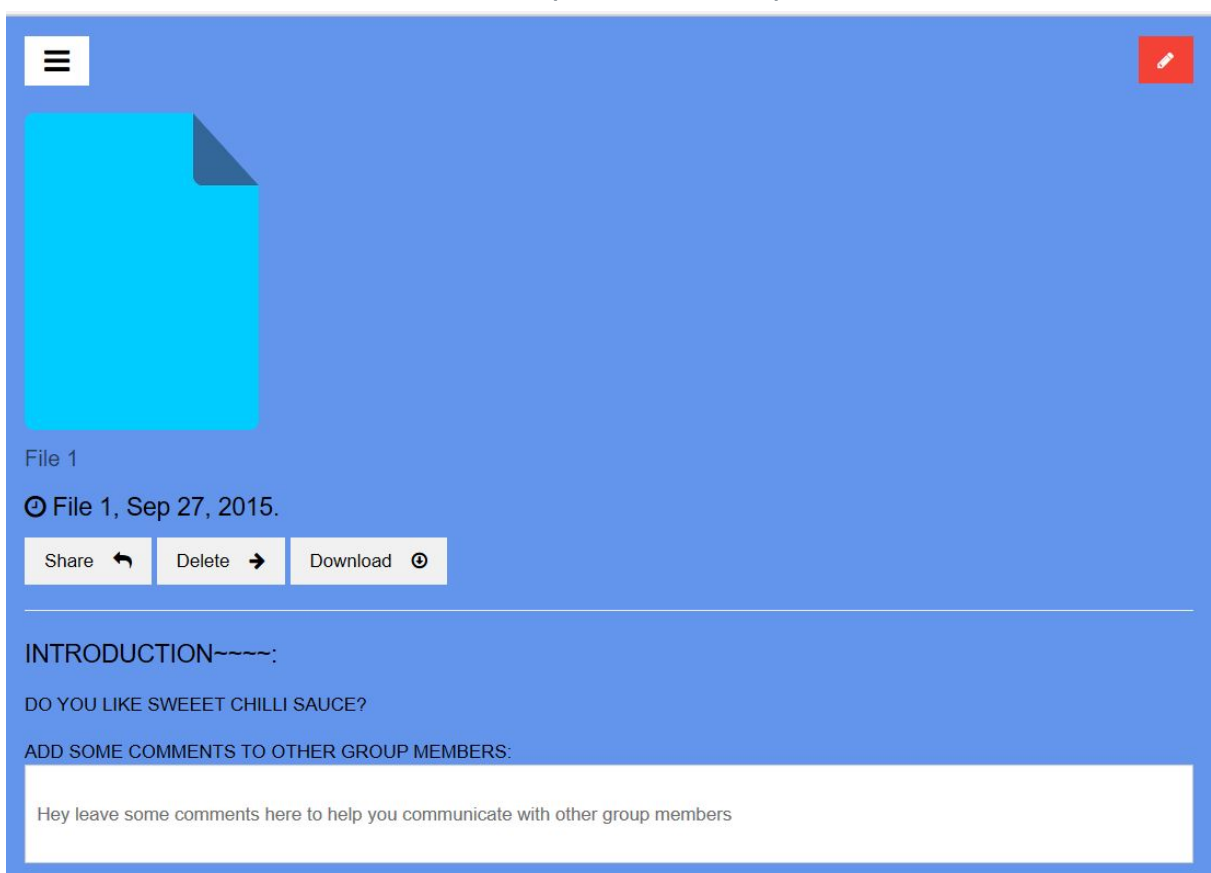 File 1
File 1, Sep 27, 2015.
Share Delete Download
INTRODUCTION~~~~:
DO YOU LIKE SWEEET CHILLI SAUCE?
ADD SOME COMMENTS TO OTHER GROUP MEMBERS:
Hey leave some comments here to help you communicate with other group members